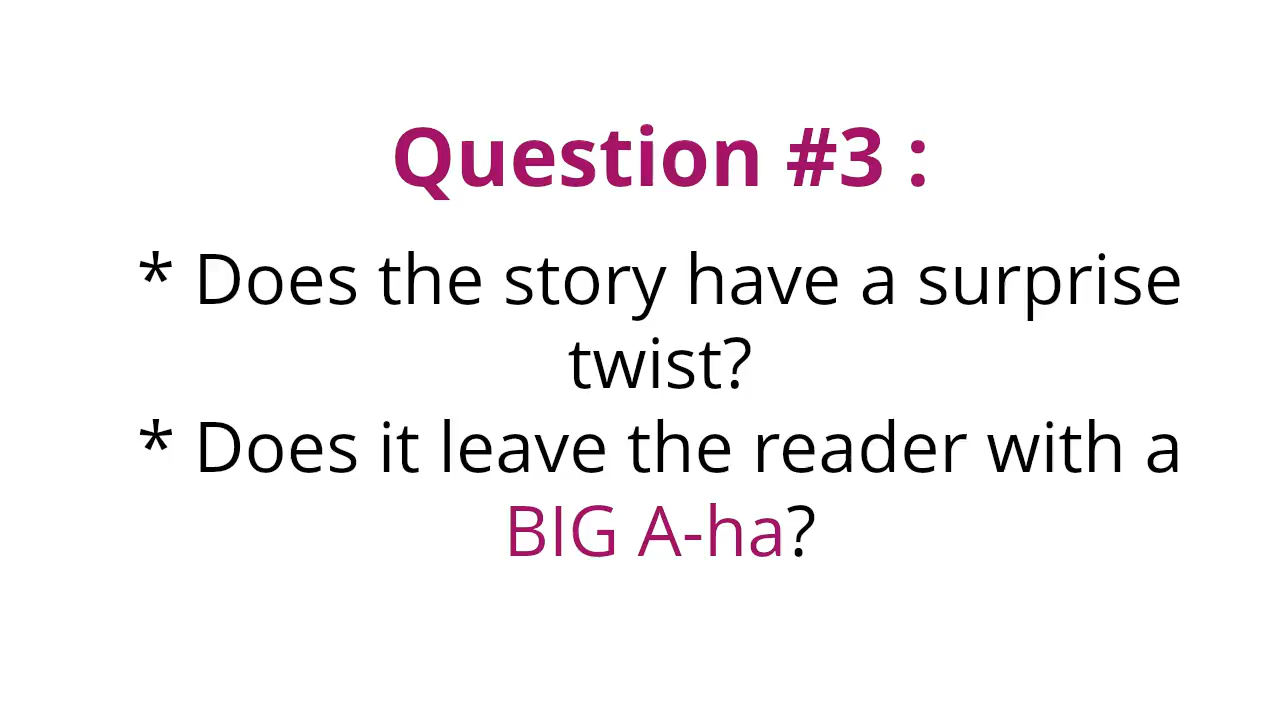 Question #3 :
* Does the story have a surprise
twist?
* Does it leave the reader with a
BIG A-ha?